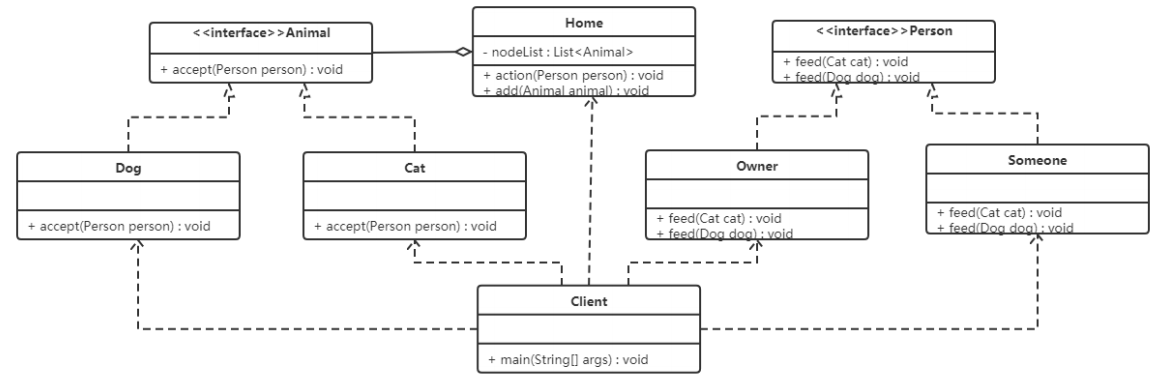 <<interface>>Animal
+ accept(Person person) : void
Home
- nodeList : List<Animal>
+ action(Person person) : void
+ add(Animal animal) : void
<<interface>>Person
+ feed(Cat cat) : void
+ feed(Dog dog) : void
Dog
+ accept(Person person) : void
Cat
+ accept(Person person) : void
Owner
+ feed(Cat cat) : void
+ feed(Dog dog) : void
Someone
+ feed(Cat cat) : void
+ feed(Dog dog) : void
Client
+ main(String[] args) : void